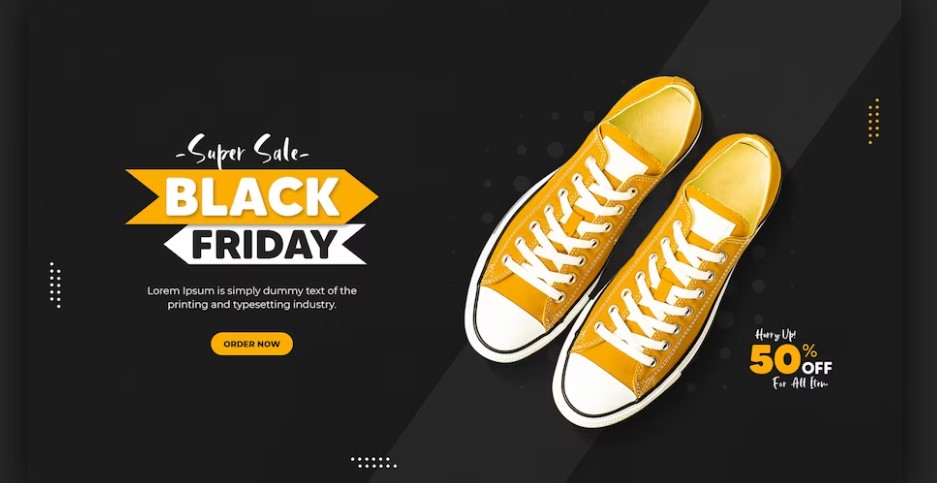 -Super Sale-
BLACK
FRIDAY
Lorem Ipsum is simply dummy text of the
printing and typesetting industry.
ORDER NOW
Hurry Up!
50%
OFF
For All Item